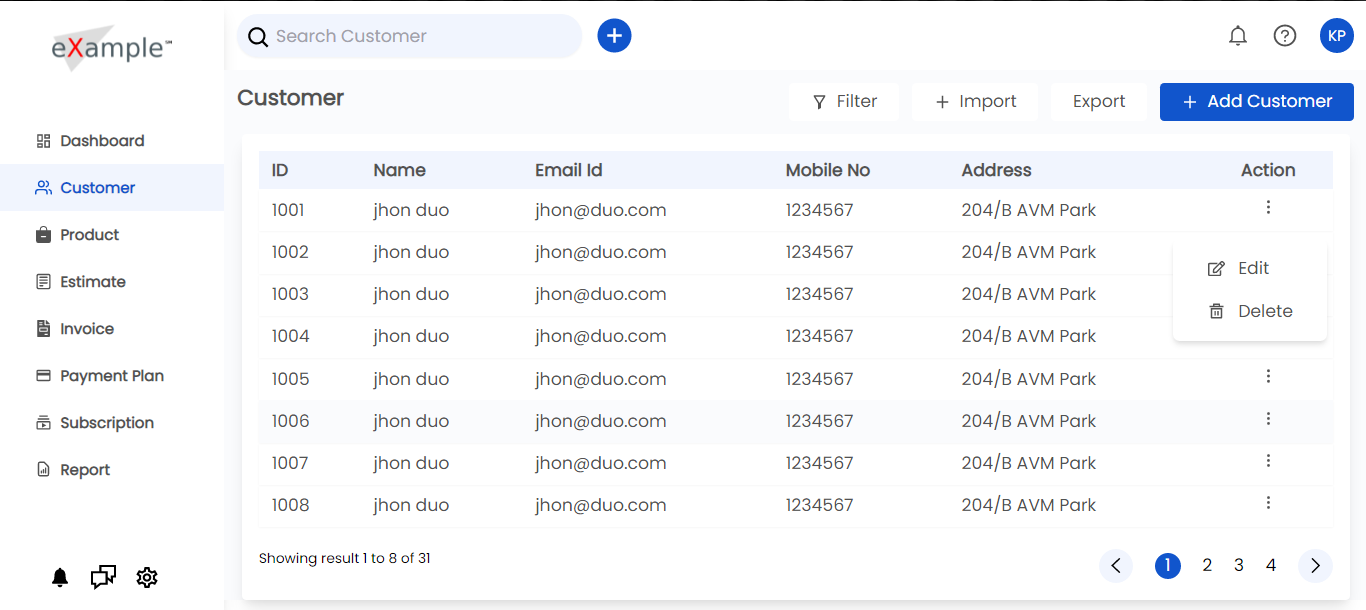 eXample℠
Search Customer
KP
Customer
Filter
Import
Export
Add Customer
Dashboard
Customer
Product
Estimate
Invoice
Payment Plan
Subscription
Report
ID Name Email Id Mobile No Address Action
1001 jhon duo jhon@duo.com 1234567 204/B AVM Park
1002 jhon duo jhon@duo.com 1234567 204/B AVM Park
Edit
1003 jhon duo jhon@duo.com 1234567 204/B AVM Park
Delete
1004 jhon duo jhon@duo.com 1234567 204/B AVM Park
1005 jhon duo jhon@duo.com 1234567 204/B AVM Park
1006 jhon duo jhon@duo.com 1234567 204/B AVM Park
1007 jhon duo jhon@duo.com 1234567 204/B AVM Park
1008 jhon duo jhon@duo.com 1234567 204/B AVM Park
Showing result 1 to 8 of 31
1 2 3 4